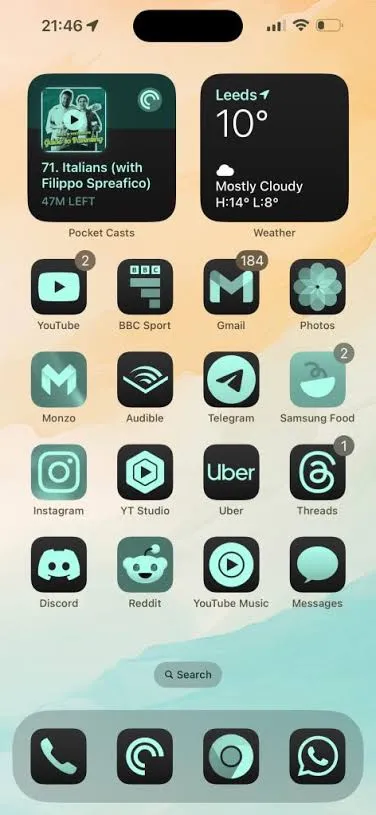 21:46
71. Italians (with
Filippo Spreafico)
47M LEFT
Pocket Casts
Leeds
10°
Mostly Cloudy
H:14° L:8°
Weather
2
YouTube
BBC
BBC Sport
184
Gmail
Photos
Monzo
Audible
Telegram
2
Samsung Food
Instagram
YT Studio
Uber
Uber
1
Threads
Discord
Reddit
YouTube Music
Messages
Search